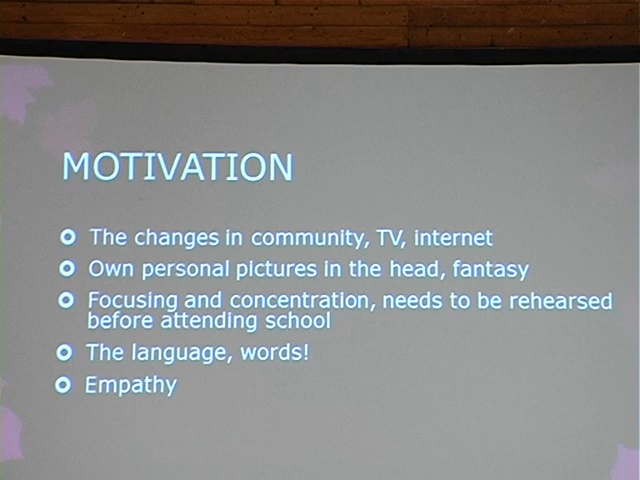 MOTIVATION
The changes in community, TV, internet
Own personal pictures in the head, fantasy
Focusing and concentration, needs to be rehearsed
before attending school
The language, words!
Empathy